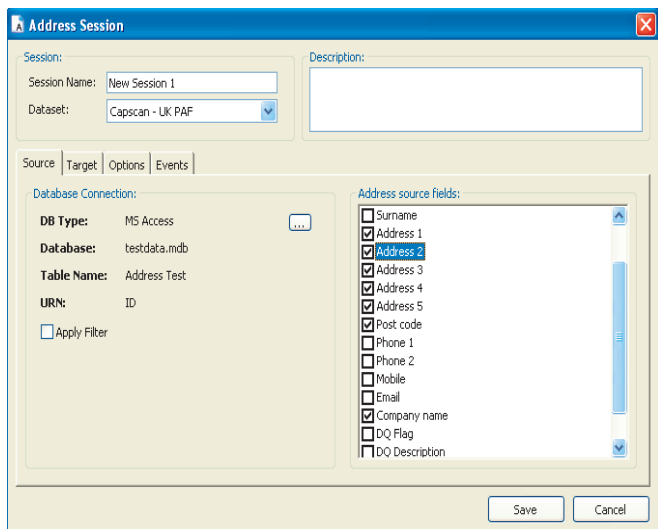 Address Session
Session:
Session Name: New Session 1
Dataset: Capscan - UK PAF
Description:
Source Target Options Events
Database Connection:
DB Type: MS Access ...
Database: testdata.mdb
Table Name: Address Test
URN: ID
Apply Filter
Address source fields:
Surname
Address 1
Address 2
Address 3
Address 4
Address 5
Post code
Phone 1
Phone 2
Mobile
Email
Company name
DQ Flag
DQ Description
Save Cancel